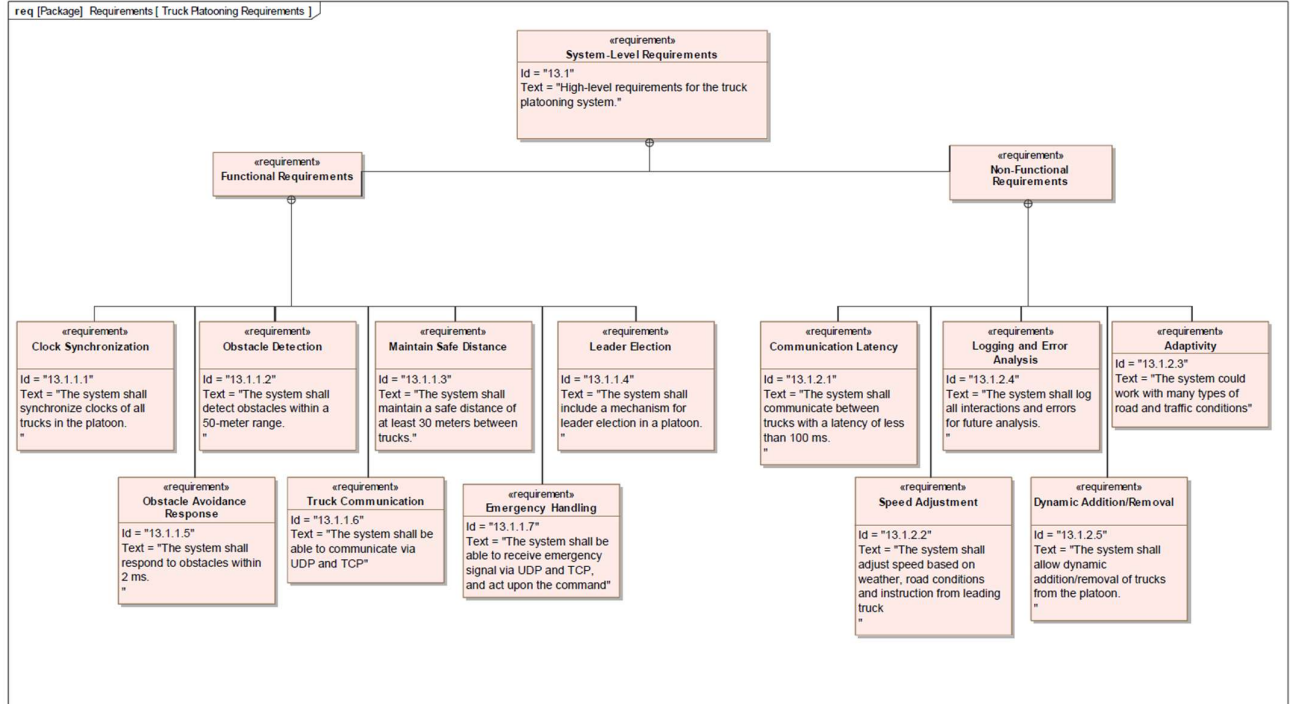 req [Package] Requirements [ Truck Platooning Requirements ]
«requirement»
System-Level Requirements
Id = "13.1"
Text = "High-level requirements for the truck
platooning system."
«requirement»
Functional Requirements
«requirement»
Non-Functional
Requirements
«requirement»
Clock Synchronization
Id = "13.1.1.1"
Text = "The system shall
synchronize clocks of all
trucks in the platoon.
"
«requirement»
Obstacle Detection
Id = "13.1.1.2"
Text = "The system shall
detect obstacles within a
50-meter range.
"
«requirement»
Maintain Safe Distance
Id = "13.1.1.3"
Text = "The system shall
maintain a safe distance of
at least 30 meters between
trucks."
«requirement»
Leader Election
Id = "13.1.1.4"
Text = "The system shall
include a mechanism for
leader election in a platoon.
"
«requirement»
Communication Latency
Id = "13.1.2.1"
Text = "The system shall
communicate between
trucks with a latency of less
than 100 ms.
"
«requirement»
Logging and Error
Analysis
Id = "13.1.2.4"
Text = "The system shall log
all interactions and errors
for future analysis.
"
«requirement»
Adaptivity
Id = "13.1.2.3"
Text = "The system could
work with many types of
road and traffic conditions"
«requirement»
Obstacle Avoidance
Response
Id = "13.1.1.5"
Text = "The system shall
respond to obstacles within
2 ms.
"
«requirement»
Truck Communication
Id = "13.1.1.6"
Text = "The system shall be
able to communicate via
UDP and TCP"
«requirement»
Emergency Handling
Id = "13.1.1.7"
Text = "The system shall be
able to receive emergency
signal via UDP and TCP,
and act upon the command"
«requirement»
Speed Adjustment
Id = "13.1.2.2"
Text = "The system shall
adjust speed based on
weather, road conditions
and instruction from leading
truck
"
«requirement»
Dynamic Addition/Removal
Id = "13.1.2.5"
Text = "The system shall
allow dynamic
addition/removal of trucks
from the platoon.
"